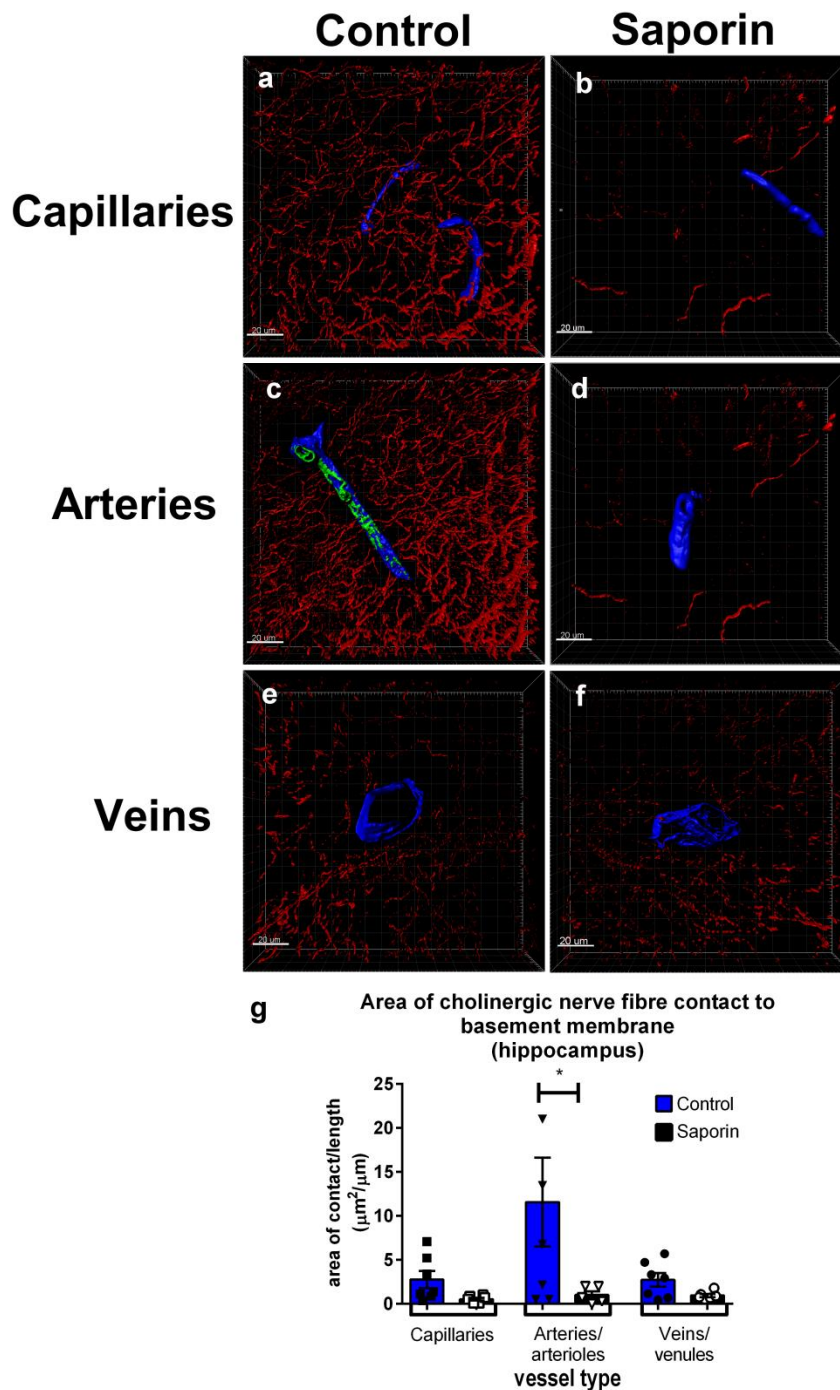 Control Saporin
a b
Capillaries
20 um 20 um
c d
Arteries
20 um 20 um
e f
Veins
20 um 20 um
g
Area of cholinergic nerve fibre contact to
basement membrane
(hippocampus)
*
25
20
15
10
5
0
area of contact/length
(μm²/μm)
Control
Saporin
Capillaries
Arteries/
arterioles
Veins/
venules
vessel type